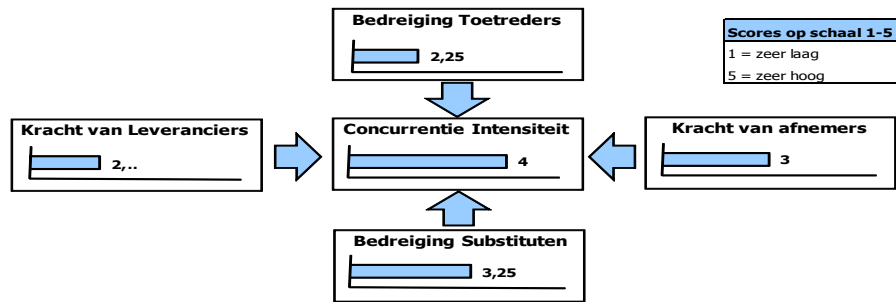 Bedreiging Toetreders
2,25
Scores op schaal 1-5
1 = zeer laag
5 = zeer hoog
Kracht van Leveranciers
2,..
Concurrentie Intensiteit
4
Kracht van afnemers
3
Bedreiging Substituten
3,25